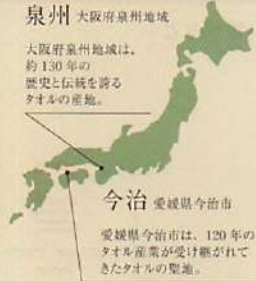 泉州 大阪府泉州地域
大阪府泉州地域は、
約130年の
歴史と伝統を誇る
タオルの産地。
今治 愛媛県今治市
愛媛県今治市は、120年の
タオル産業が受け継がれて
きたタオルの聖地。